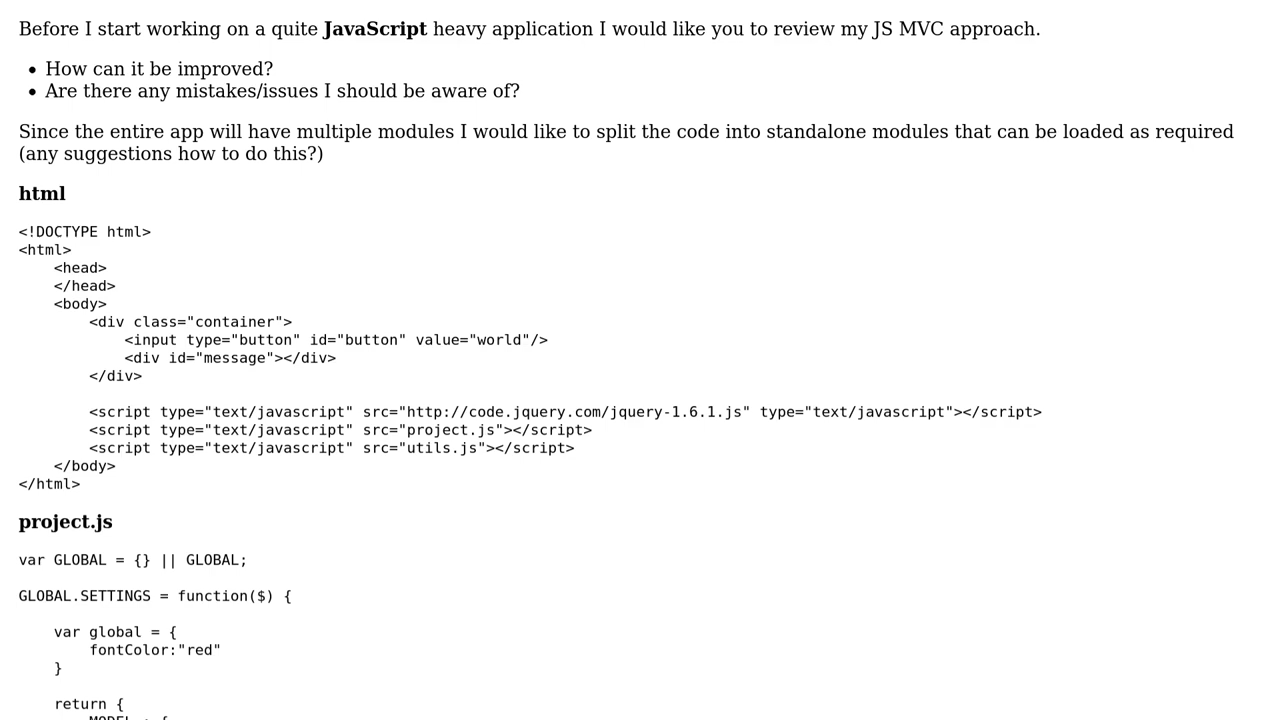 Before I start working on a quite JavaScript heavy application I would like you to review my JS MVC approach.
• How can it be improved?
• Are there any mistakes/issues I should be aware of?
Since the entire app will have multiple modules I would like to split the code into standalone modules that can be loaded as required
(any suggestions how to do this?)
html
<!DOCTYPE html>
<html>
    <head>
    </head>
    <body>
        <div class="container">
            <input type="button" id="button" value="world"/>
            <div id="message"></div>
        </div>
        <script type="text/javascript" src="http://code.jquery.com/jquery-1.6.1.js" type="text/javascript"></script>
        <script type="text/javascript" src="project.js"></script>
        <script type="text/javascript" src="utils.js"></script>
    </body>
</html>
project.js
var GLOBAL = {} || GLOBAL;
GLOBAL.SETTINGS = function($) {
    var global = {
        fontColor:"red"
    }
    return {